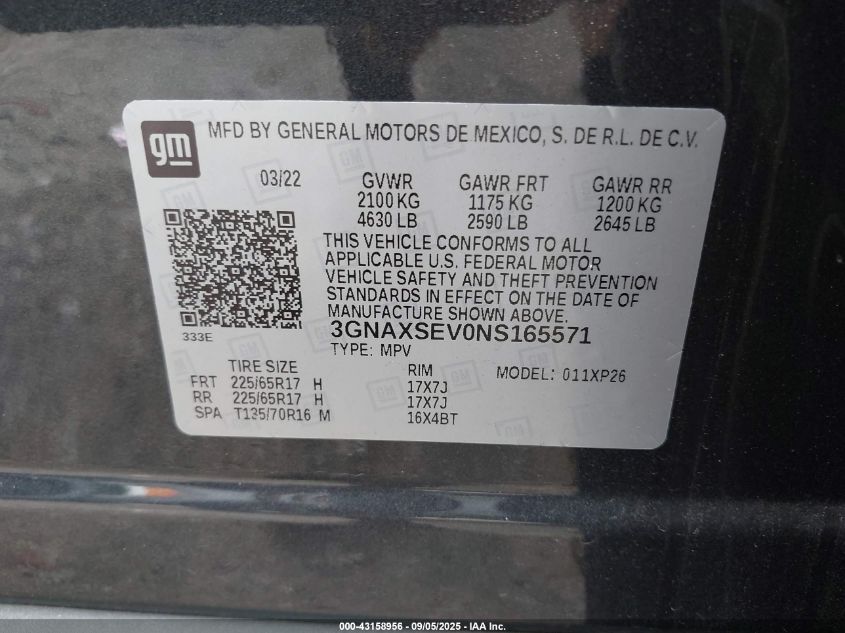 gm
MFD BY GENERAL MOTORS DE MEXICO, S. DE R.L. DE C.V.
03/22 GVWR GAWR FRT GAWR RR
2100 KG 1175 KG 1200 KG
4630 LB 2590 LB 2645 LB
THIS VEHICLE CONFORMS TO ALL
APPLICABLE U.S. FEDERAL MOTOR
VEHICLE SAFETY AND THEFT PREVENTION
STANDARDS IN EFFECT ON THE DATE OF
MANUFACTURE SHOWN ABOVE.
333E
3GNAXSEV0NS165571
TYPE: MPV
TIRE SIZE RIM MODEL: 011XP26
FRT 225/65R17 H 17X7J
RR 225/65R17 H 17X7J
SPA T135/70R16 M 16X4BT
000-43158956 - 09/05/2025 - IAA Inc.